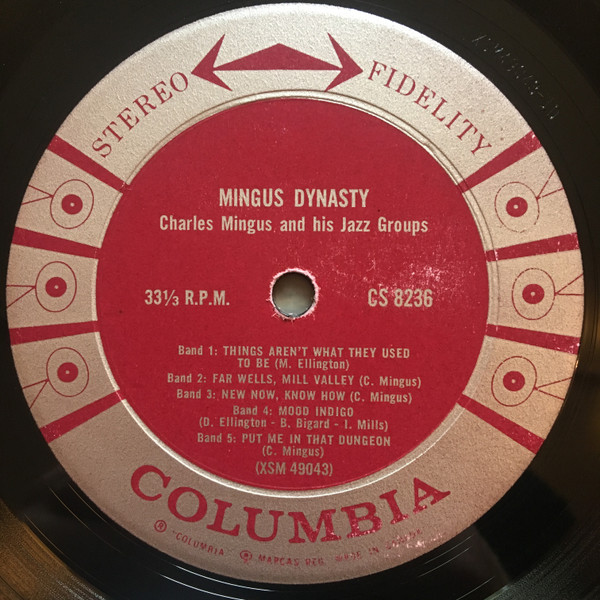 STEREO FIDELITY
MINGUS DYNASTY
Charles Mingus and his Jazz Groups
33⅓ R.P.M. CS 8236
Band 1: THINGS AREN'T WHAT THEY USED
TO BE (M. Ellington)
Band 2: FAR WELLS, MILL VALLEY (C. Mingus)
Band 3: NEW NOW, KNOW HOW (C. Mingus)
Band 4: MOOD INDIGO
(D. Ellington - B. Bigard - I. Mills)
Band 5: PUT ME IN THAT DUNGEON
(C. Mingus)
(XSM 49043)
COLUMBIA
® "COLUMBIA MARCAS REG. MADE IN